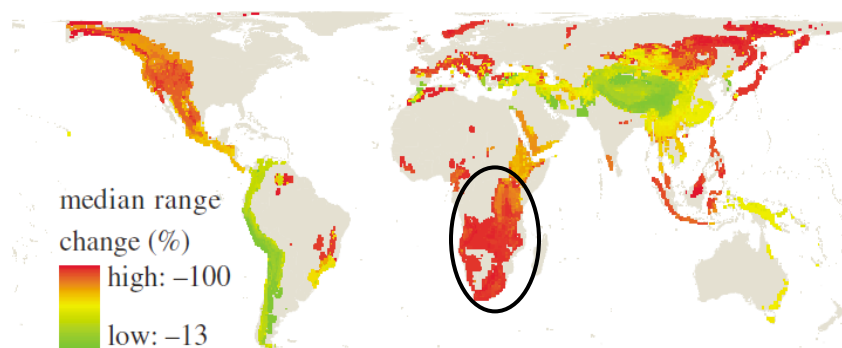 median range
change (%)
high: –100
low: –13